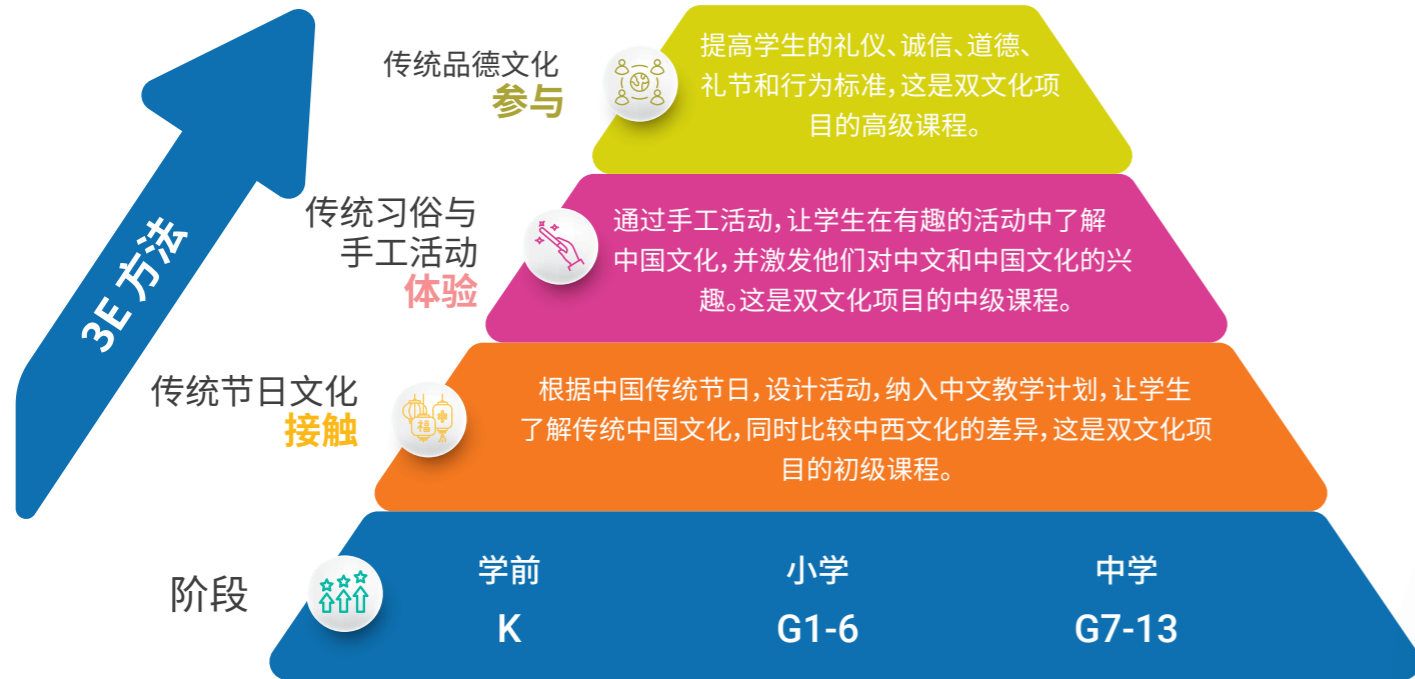 3E 方法
传统品德文化
参与
提高学生的礼仪、诚信、道德、
礼节和行为标准，这是双文化项
目的高级课程。
传统习俗与
手工活动
体验
通过手工活动，让学生在有趣的活动中了解
中国文化，并激发他们对中文和中国文化的兴
趣。这是双文化项目的中级课程。
传统节日文化
接触
福
根据中国传统节日，设计活动，纳入中文教学计划，让学生
了解传统中国文化，同时比较中西文化的差异，这是双文化项
目的初级课程。
阶段
学前
小学
中学
K
G1-6
G7-13